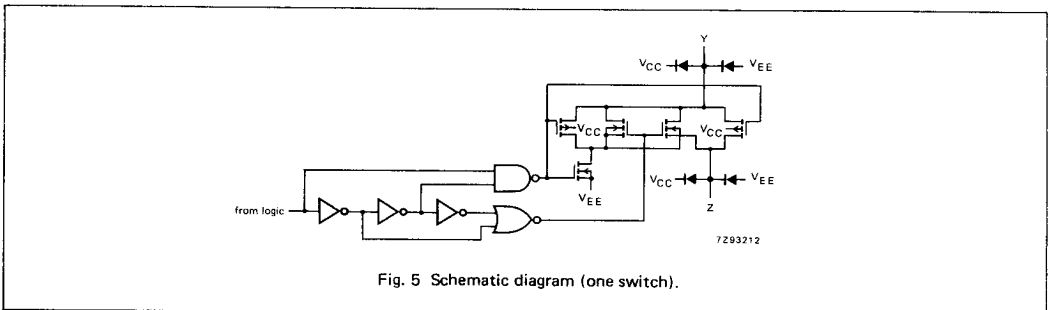 Y
VCC VEE
VCC VCC
VCC VEE
VEE
from logic
Z
7Z93212
Fig. 5 Schematic diagram (one switch).